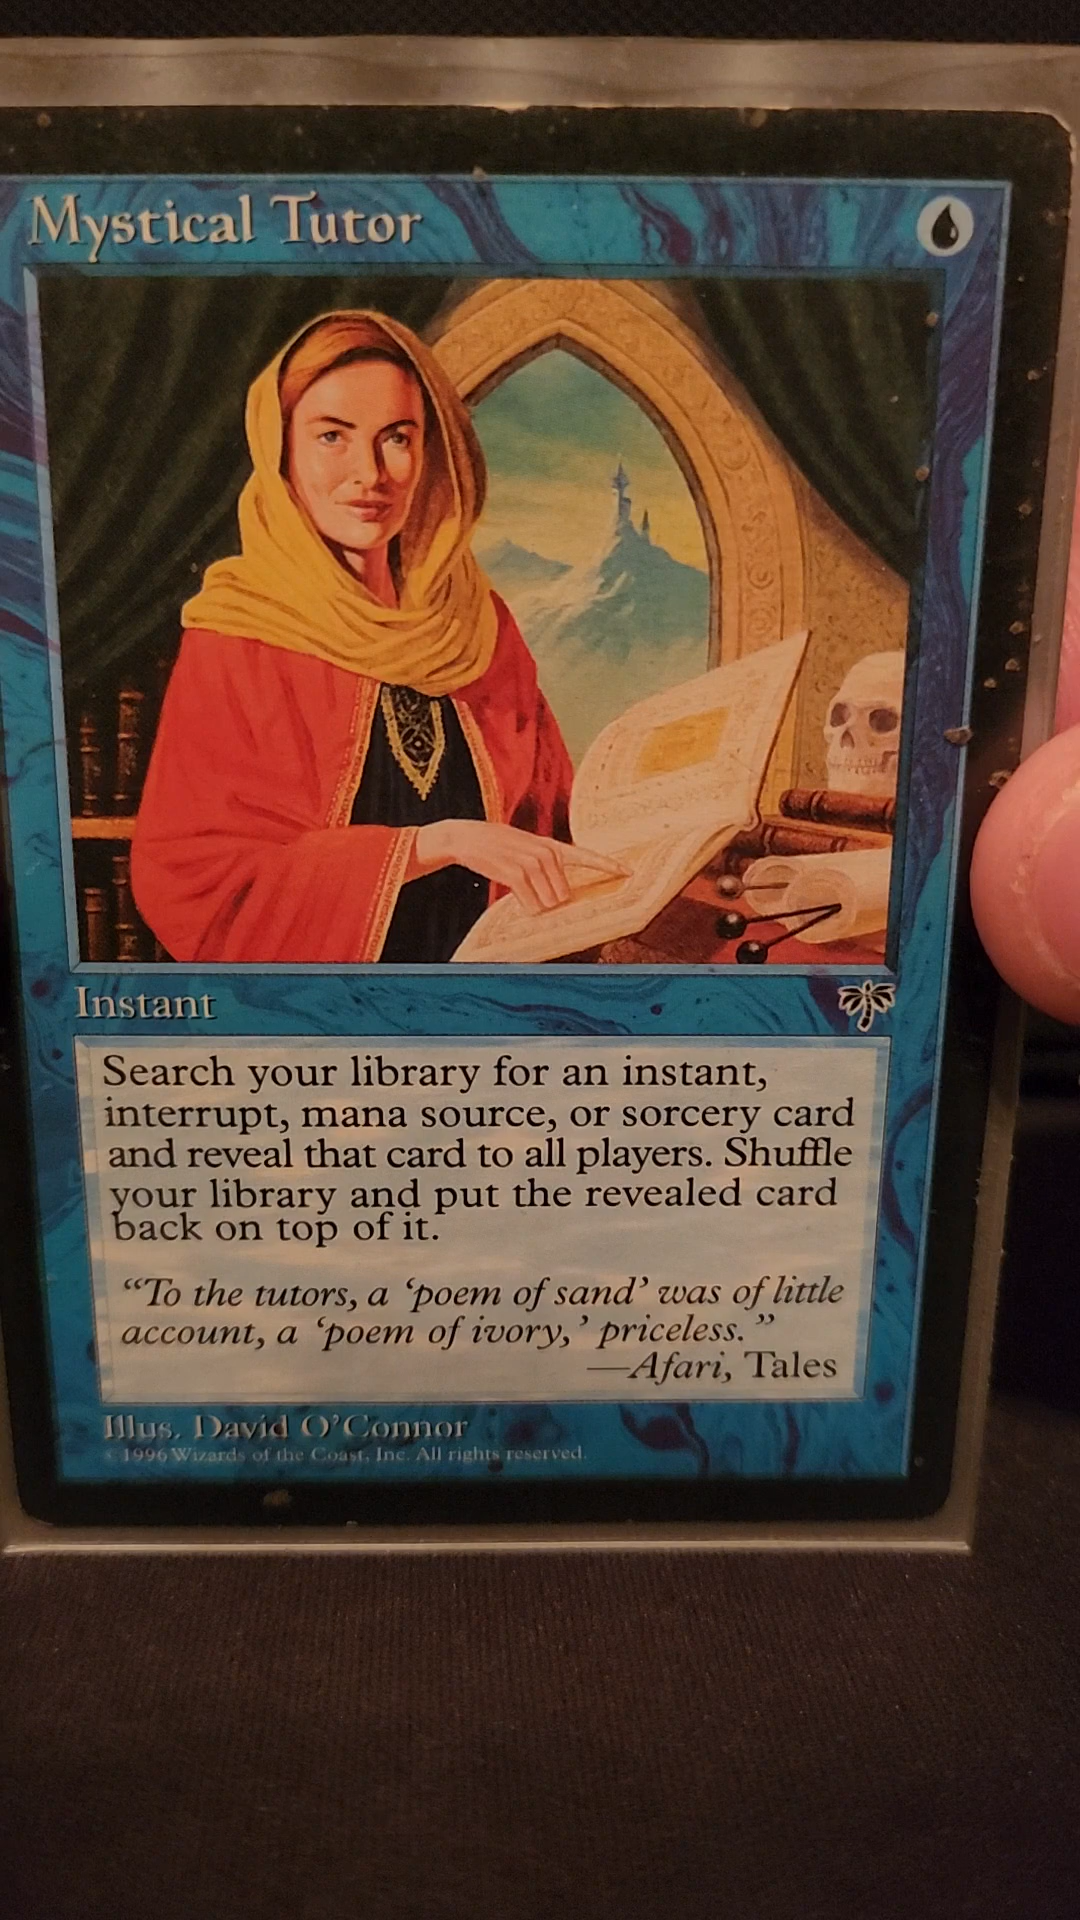 Mystical Tutor
Instant
Search your library for an instant,
interrupt, mana source, or sorcery card
and reveal that card to all players. Shuffle
your library and put the revealed card
back on top of it.
“To the tutors, a ‘poem of sand’ was of little
account, a ‘poem of ivory,’ priceless.”
—Afari, Tales
Illus. David O’Connor
©1996 Wizards of the Coast, Inc. All rights reserved.